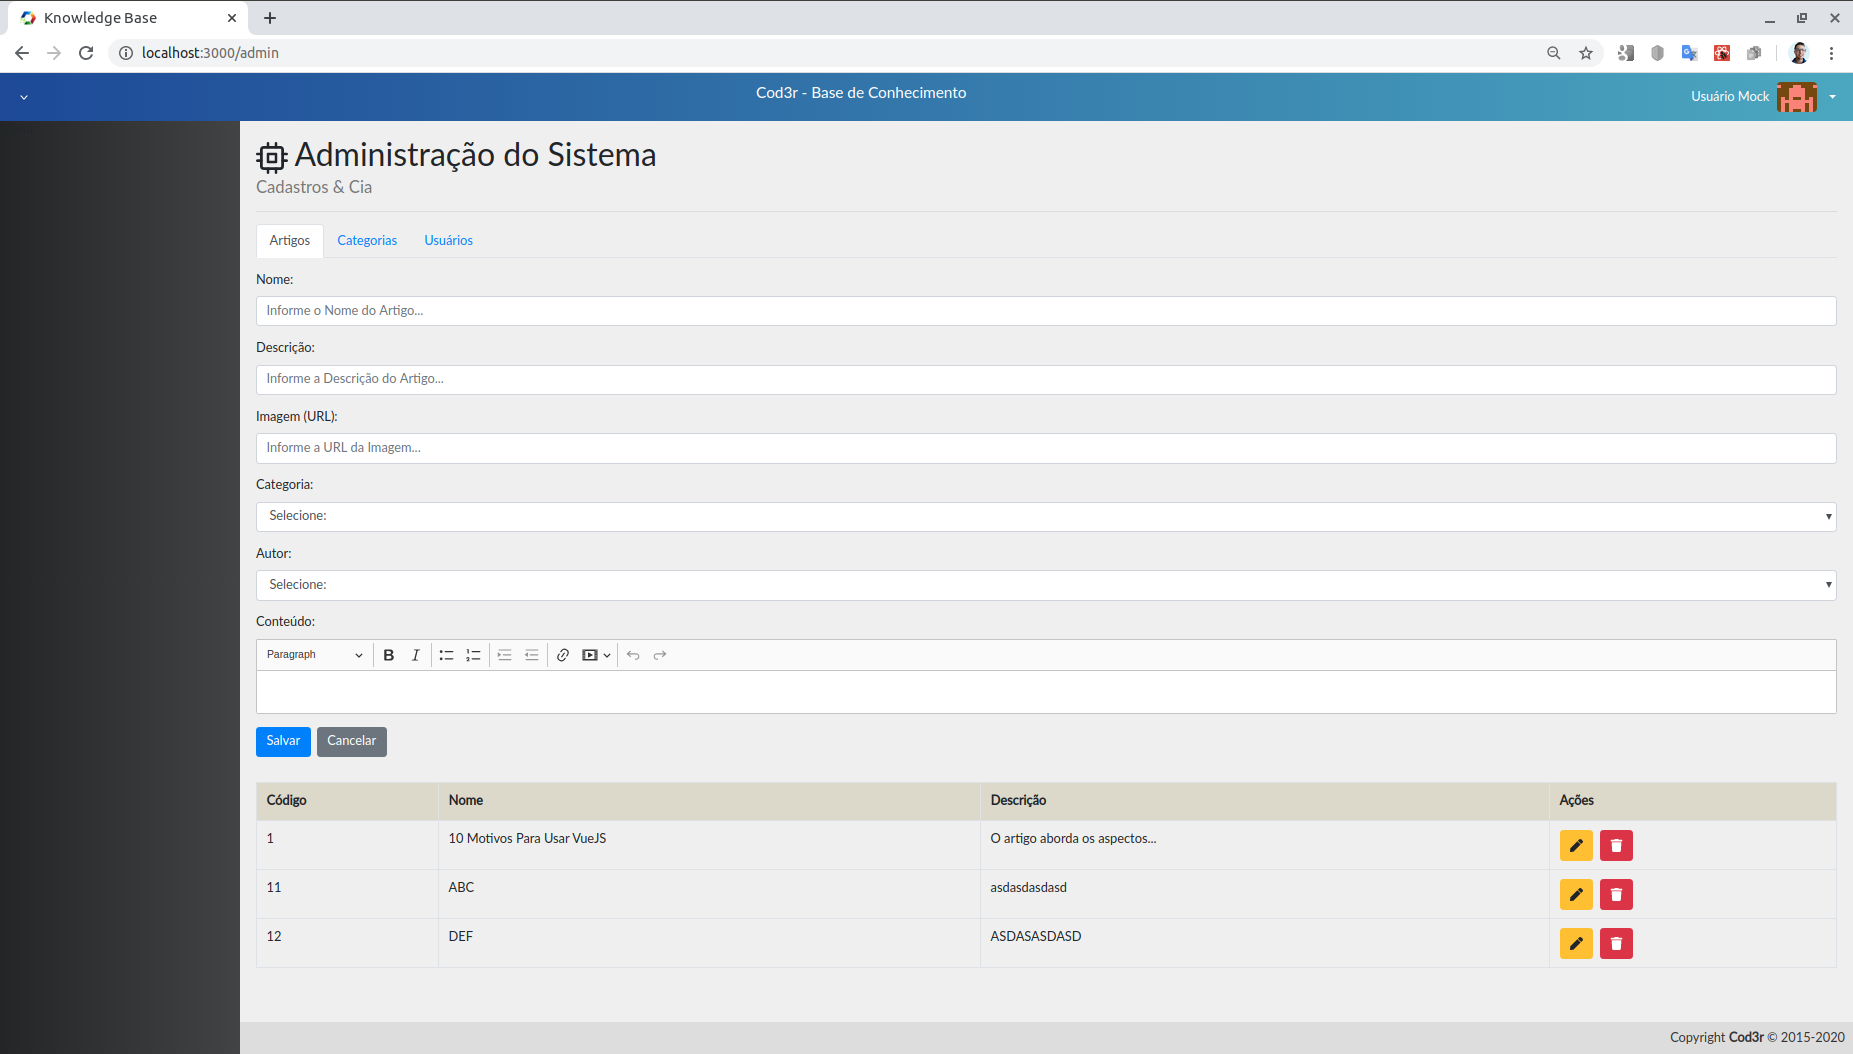 Knowledge Base
localhost:3000/admin
Cod3r - Base de Conhecimento
Usuário Mock
Administração do Sistema
Cadastros & Cia
Artigos Categorias Usuários
Nome:
Informe o Nome do Artigo...
Descrição:
Informe a Descrição do Artigo...
Imagem (URL):
Informe a URL da Imagem...
Categoria:
Selecione:
Autor:
Selecione:
Conteúdo:
Paragraph B I
Salvar Cancelar
Código Nome Descrição Ações
1 10 Motivos Para Usar VueJS O artigo aborda os aspectos...
11 ABC asdasdasdasd
12 DEF ASDASASDASD
Copyright Cod3r © 2015-2020